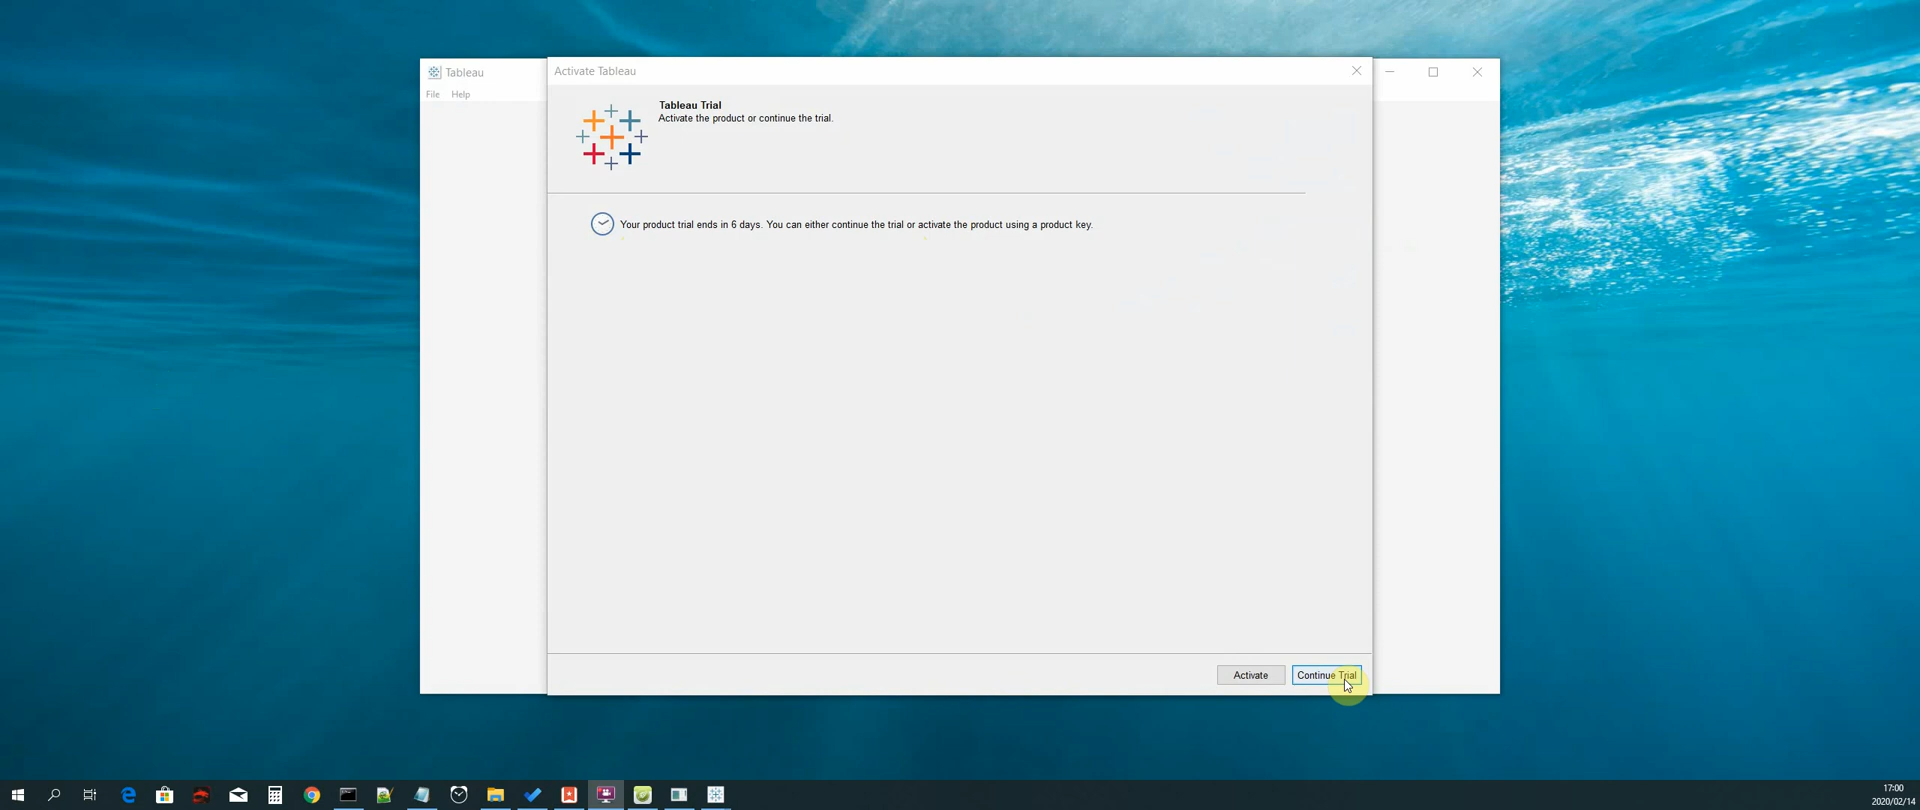 Tableau
Activate Tableau
File Help
Tableau Trial
Activate the product or continue the trial.
Your product trial ends in 6 days. You can either continue the trial or activate the product using a product key.
Activate
Continue Trial
17:00
2020/02/14